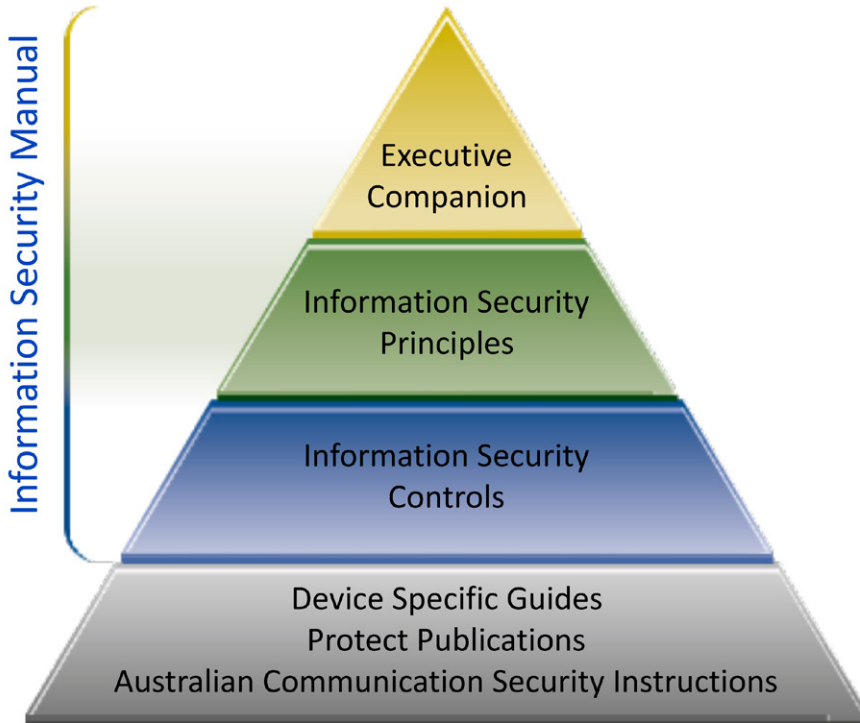 Information Security Manual
Executive
Companion
Information Security
Principles
Information Security
Controls
Device Specific Guides
Protect Publications
Australian Communication Security Instructions